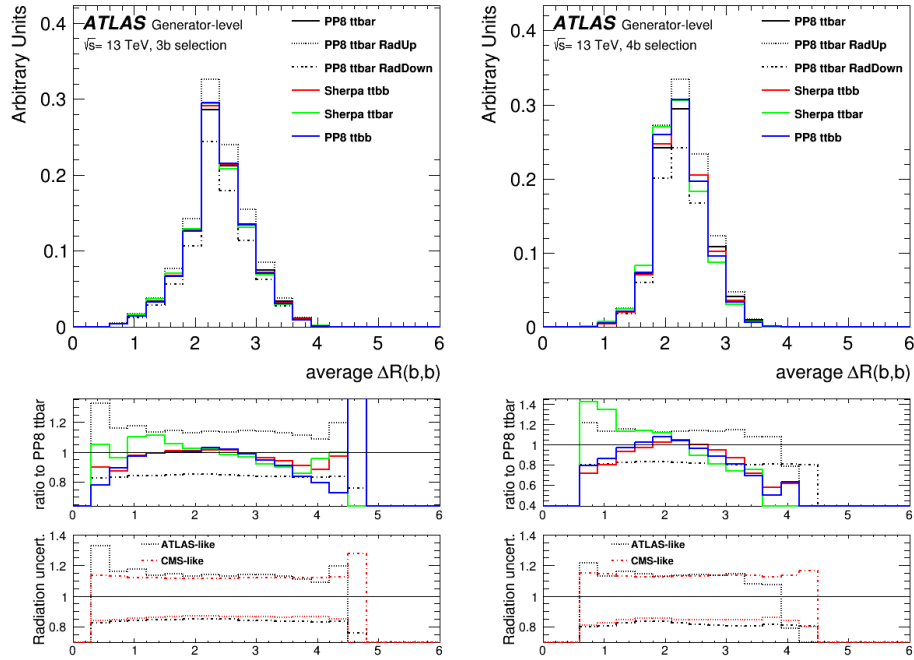 ATLAS Generator-level
√s= 13 TeV, 3b selection
Arbitrary Units
PP8 ttbar
PP8 ttbar RadUp
PP8 ttbar RadDown
Sherpa ttbb
Sherpa ttbar
PP8 ttbb
0.4
0.3
0.2
0.1
0
0 1 2 3 4 5 6
average ΔR(b,b)
ratio to PP8 ttbar
1.2
1
0.8
0 1 2 3 4 5 6
Radiation uncert.
ATLAS-like
CMS-like
1.4
1.2
1
0.8
0 1 2 3 4 5 6
ATLAS Generator-level
√s= 13 TeV, 4b selection
Arbitrary Units
PP8 ttbar
PP8 ttbar RadUp
PP8 ttbar RadDown
Sherpa ttbb
Sherpa ttbar
PP8 ttbb
0.4
0.3
0.2
0.1
0
0 1 2 3 4 5 6
average ΔR(b,b)
ratio to PP8 ttbar
1.4
1.2
1
0.8
0.6
0.4
0 1 2 3 4 5 6
Radiation uncert.
ATLAS-like
CMS-like
1.4
1.2
1
0.8
0 1 2 3 4 5 6